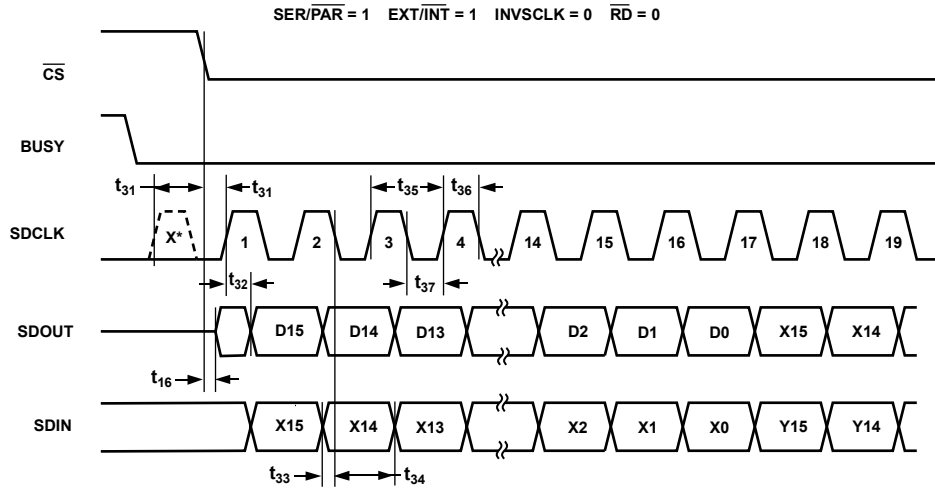 SER/PAR = 1 EXT/INT = 1 INVSCLK = 0 RD = 0
CS
BUSY
t31 t31 t35 t36
SDCLK X* 1 2 3 4 14 15 16 17 18 19
t32 t37
SDOUT D15 D14 D13 D2 D1 D0 X15 X14
t16
SDIN X15 X14 X13 X2 X1 X0 Y15 Y14
t33 t34